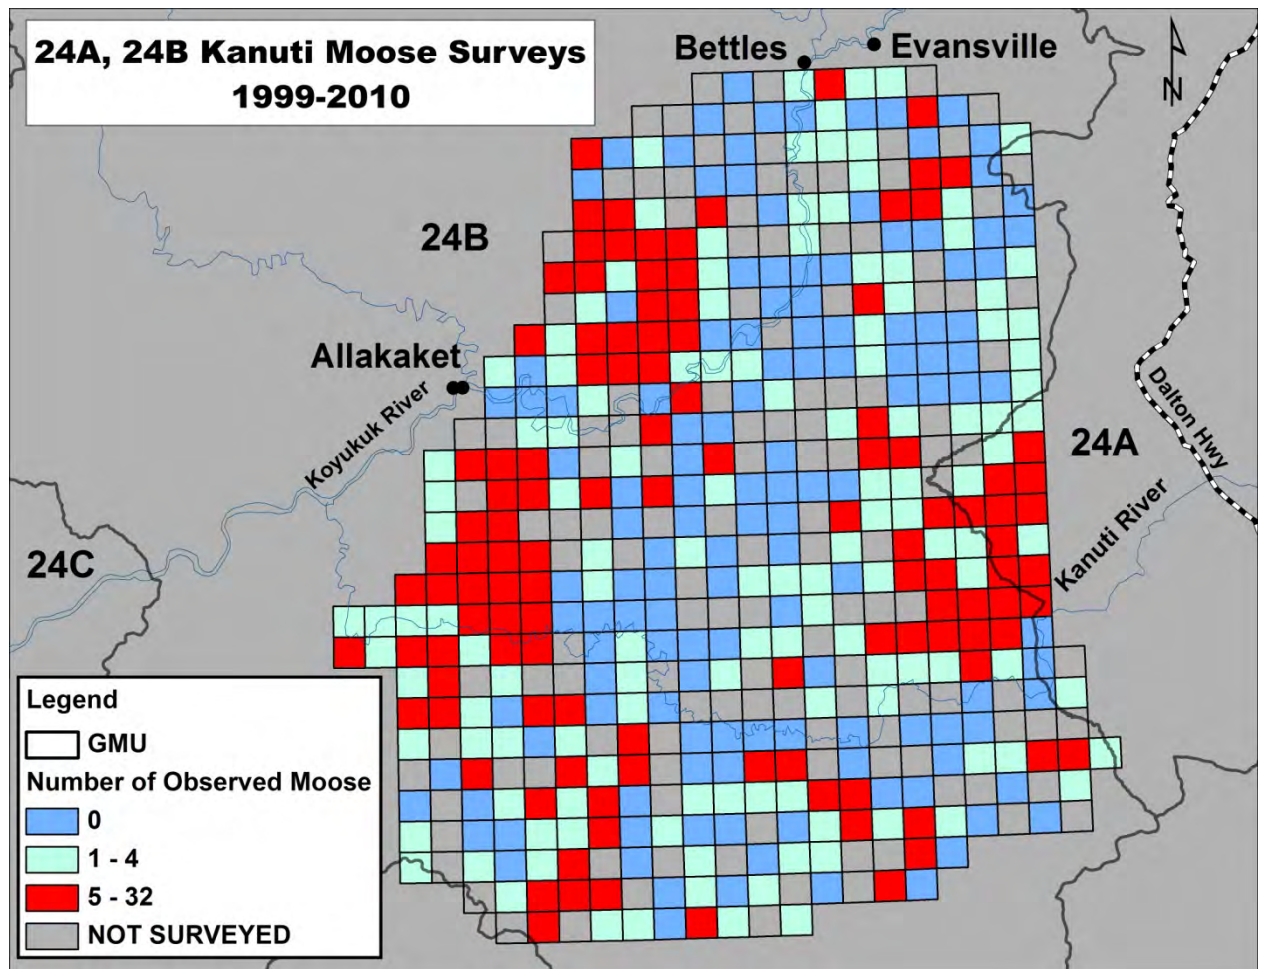 24A, 24B Kanuti Moose Surveys
1999-2010
Bettles
Evansville
N
24B
Allakaket
Koyukuk River
Dalton Hwy
24A
Kanuti River
24C
Legend
GMU
Number of Observed Moose
0
1 - 4
5 - 32
NOT SURVEYED